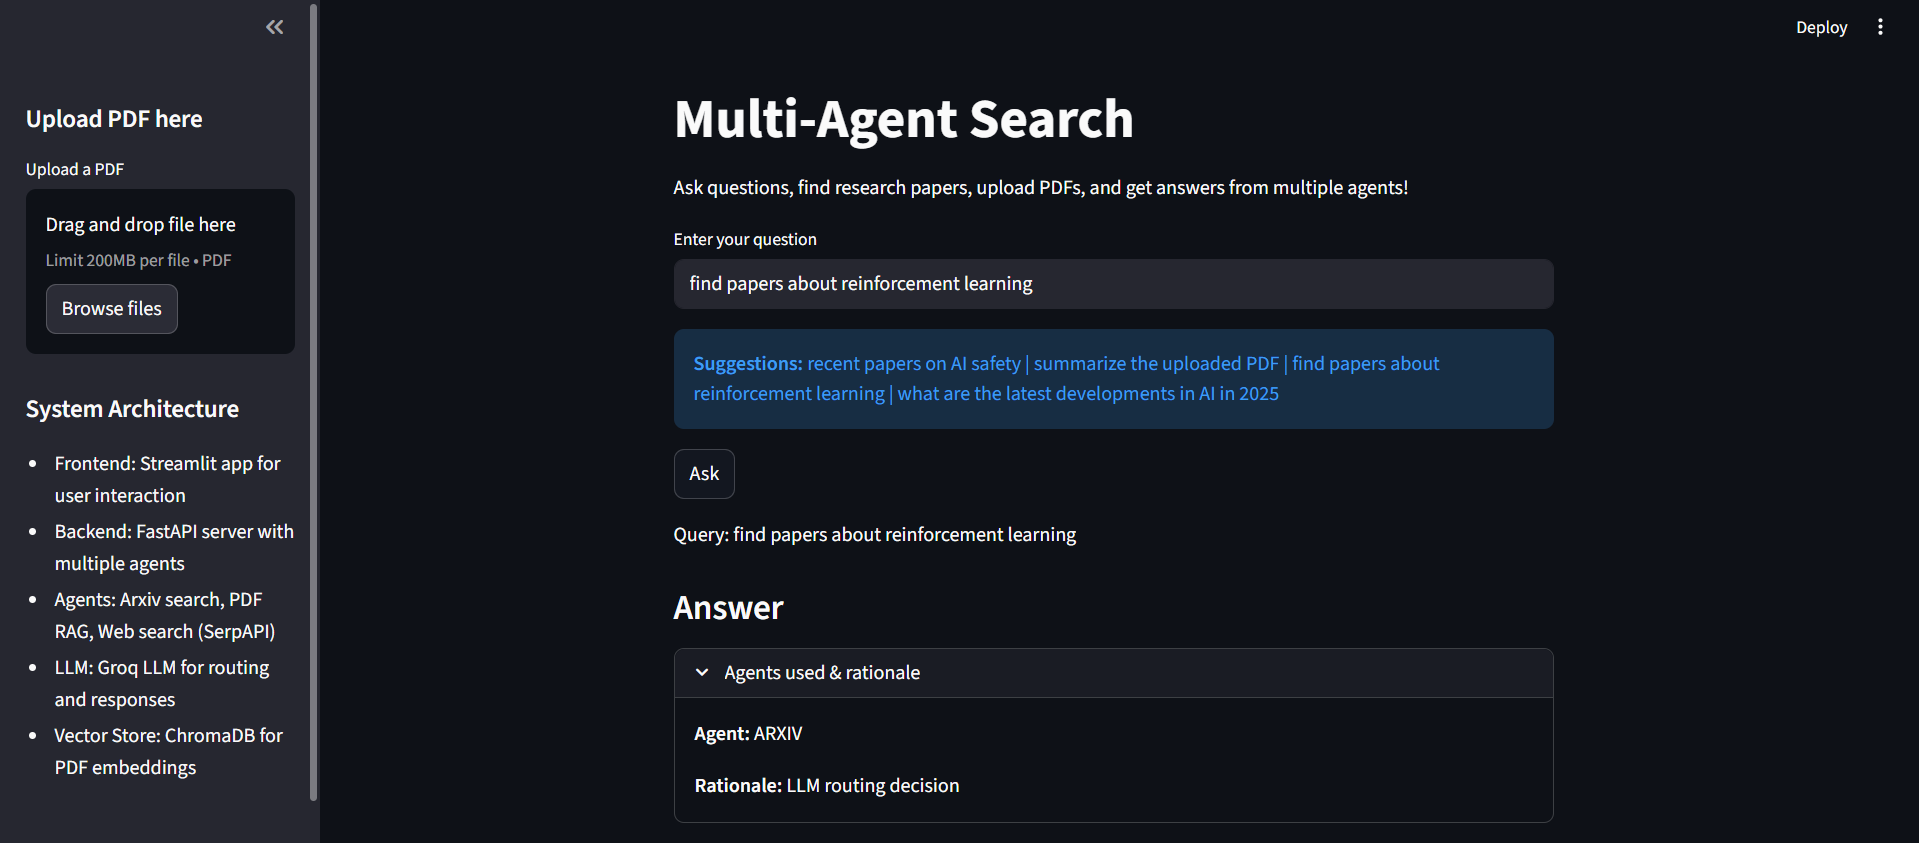 Upload PDF here
Upload a PDF
Drag and drop file here
Limit 200MB per file • PDF
Browse files
System Architecture
• Frontend: Streamlit app for
user interaction
• Backend: FastAPI server with
multiple agents
• Agents: Arxiv search, PDF
RAG, Web search (SerpAPI)
• LLM: Groq LLM for routing
and responses
• Vector Store: ChromaDB for
PDF embeddings
Deploy
Multi-Agent Search
Ask questions, find research papers, upload PDFs, and get answers from multiple agents!
Enter your question
find papers about reinforcement learning
Suggestions: recent papers on AI safety | summarize the uploaded PDF | find papers about
reinforcement learning | what are the latest developments in AI in 2025
Ask
Query: find papers about reinforcement learning
Answer
Agents used & rationale
Agent: ARXIV
Rationale: LLM routing decision